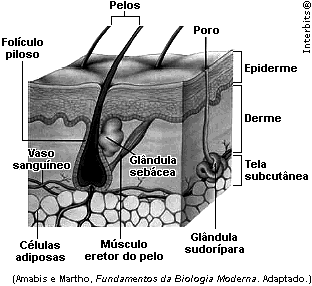 Pelos
Folículo
piloso
Poro
Interbits®
Epiderme
Derme
Vaso
sanguíneo
Glândula
sebácea
Tela
subcutânea
Células
adiposas
Músculo
eretor do pelo
Glândula
sudorípara
(Amabis e Martho, Fundamentos da Biologia Moderna. Adaptado.)